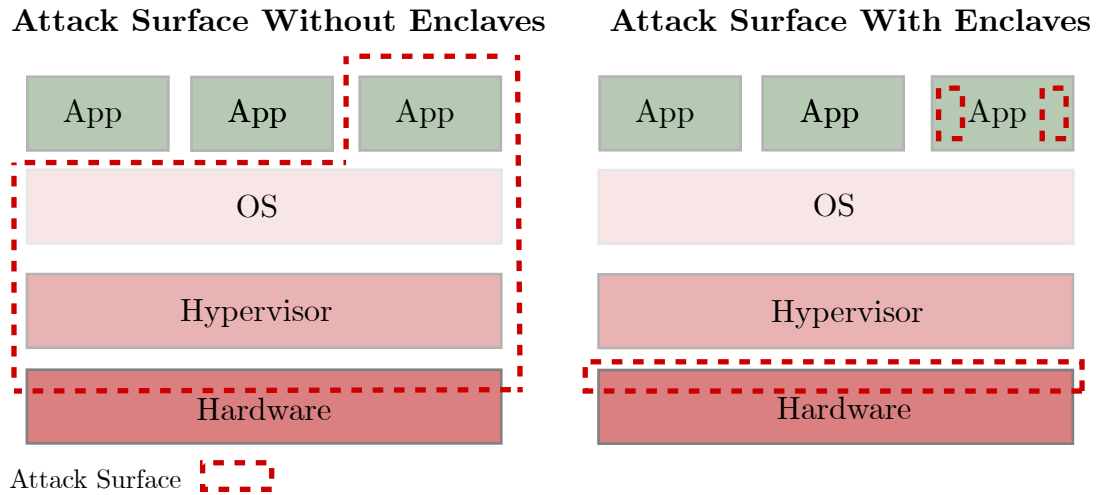 Attack Surface Without Enclaves
App App App
OS
Hypervisor
Hardware
Attack Surface
Attack Surface With Enclaves
App App App
OS
Hypervisor
Hardware